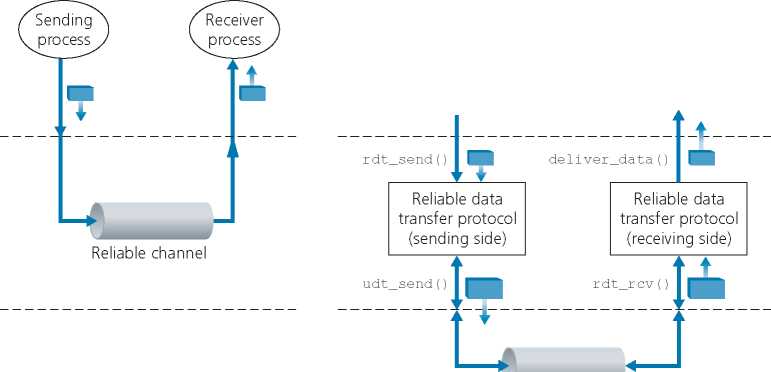 Sending
process
Receiver
process
Reliable channel
rdt_send()
deliver_data()
Reliable data
transfer protocol
(sending side)
Reliable data
transfer protocol
(receiving side)
udt_send()
rdt_rcv()